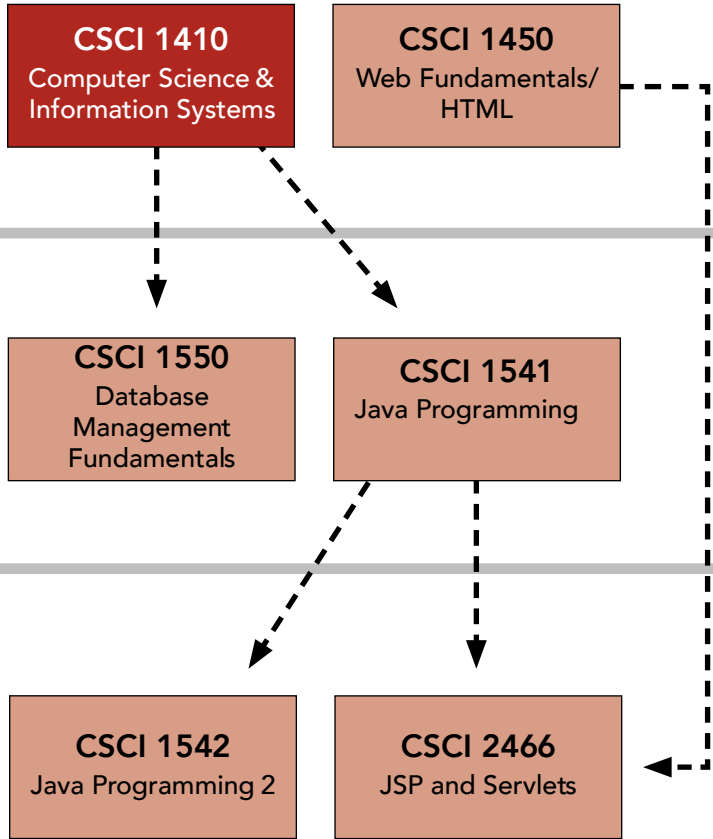 CSCI 1410
Computer Science &
Information Systems
CSCI 1450
Web Fundamentals/
HTML
CSCI 1550
Database
Management
Fundamentals
CSCI 1541
Java Programming
CSCI 1542
Java Programming 2
CSCI 2466
JSP and Servlets